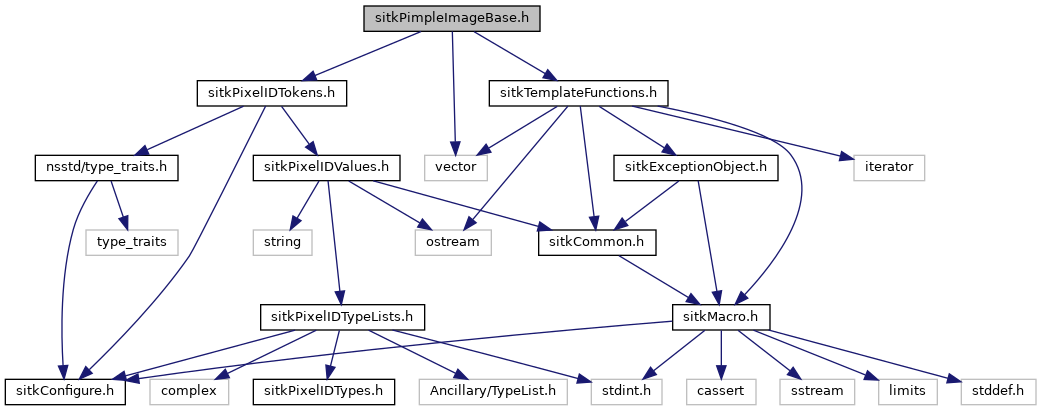 sitkPimpleImageBase.h
sitkPixelIDTokens.h
sitkTemplateFunctions.h
nsstd/type_traits.h
sitkPixelIDValues.h
vector
sitkExceptionObject.h
iterator
type_traits
string
ostream
sitkCommon.h
sitkPixelIDTypeLists.h
sitkMacro.h
sitkConfigure.h
complex
sitkPixelIDTypes.h
Ancillary/TypeList.h
stdint.h
cassert
sstream
limits
stddef.h